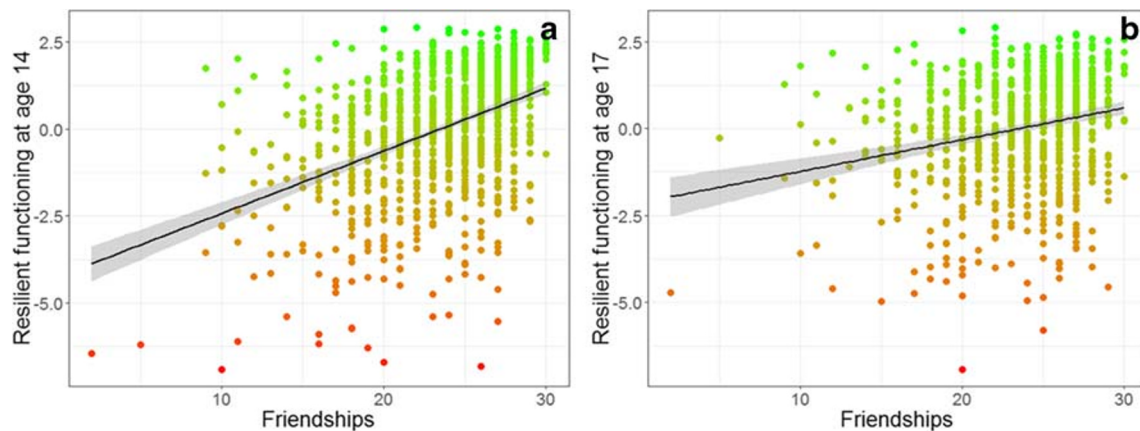 a
Resilient functioning at age 14
2.5
0.0
-2.5
-5.0
10
20
30
Friendships
b
Resilient functioning at age 17
2.5
0.0
-2.5
-5.0
10
20
30
Friendships